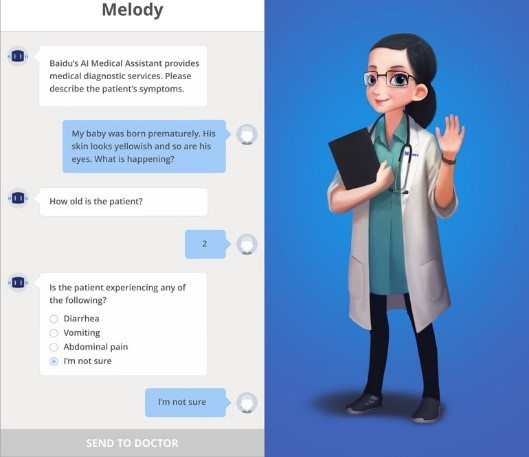 Melody
Baidu's AI Medical Assistant provides
medical diagnostic services. Please
describe the patient's symptoms.
My baby was born prematurely. His
skin looks yellowish and so are his
eyes. What is happening?
How old is the patient?
2
Is the patient experiencing any of
the following?
Diarrhea
Vomiting
Abdominal pain
I'm not sure
I'm not sure
SEND TO DOCTOR